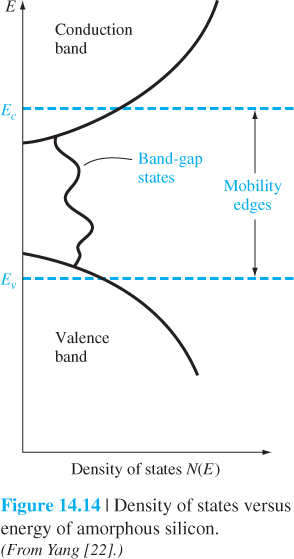 E
Conduction
band
E_c
Band-gap
states
Mobility
edges
E_v
Valence
band
Density of states N(E)
Figure 14.14 | Density of states versus
energy of amorphous silicon.
(From Yang [22].)